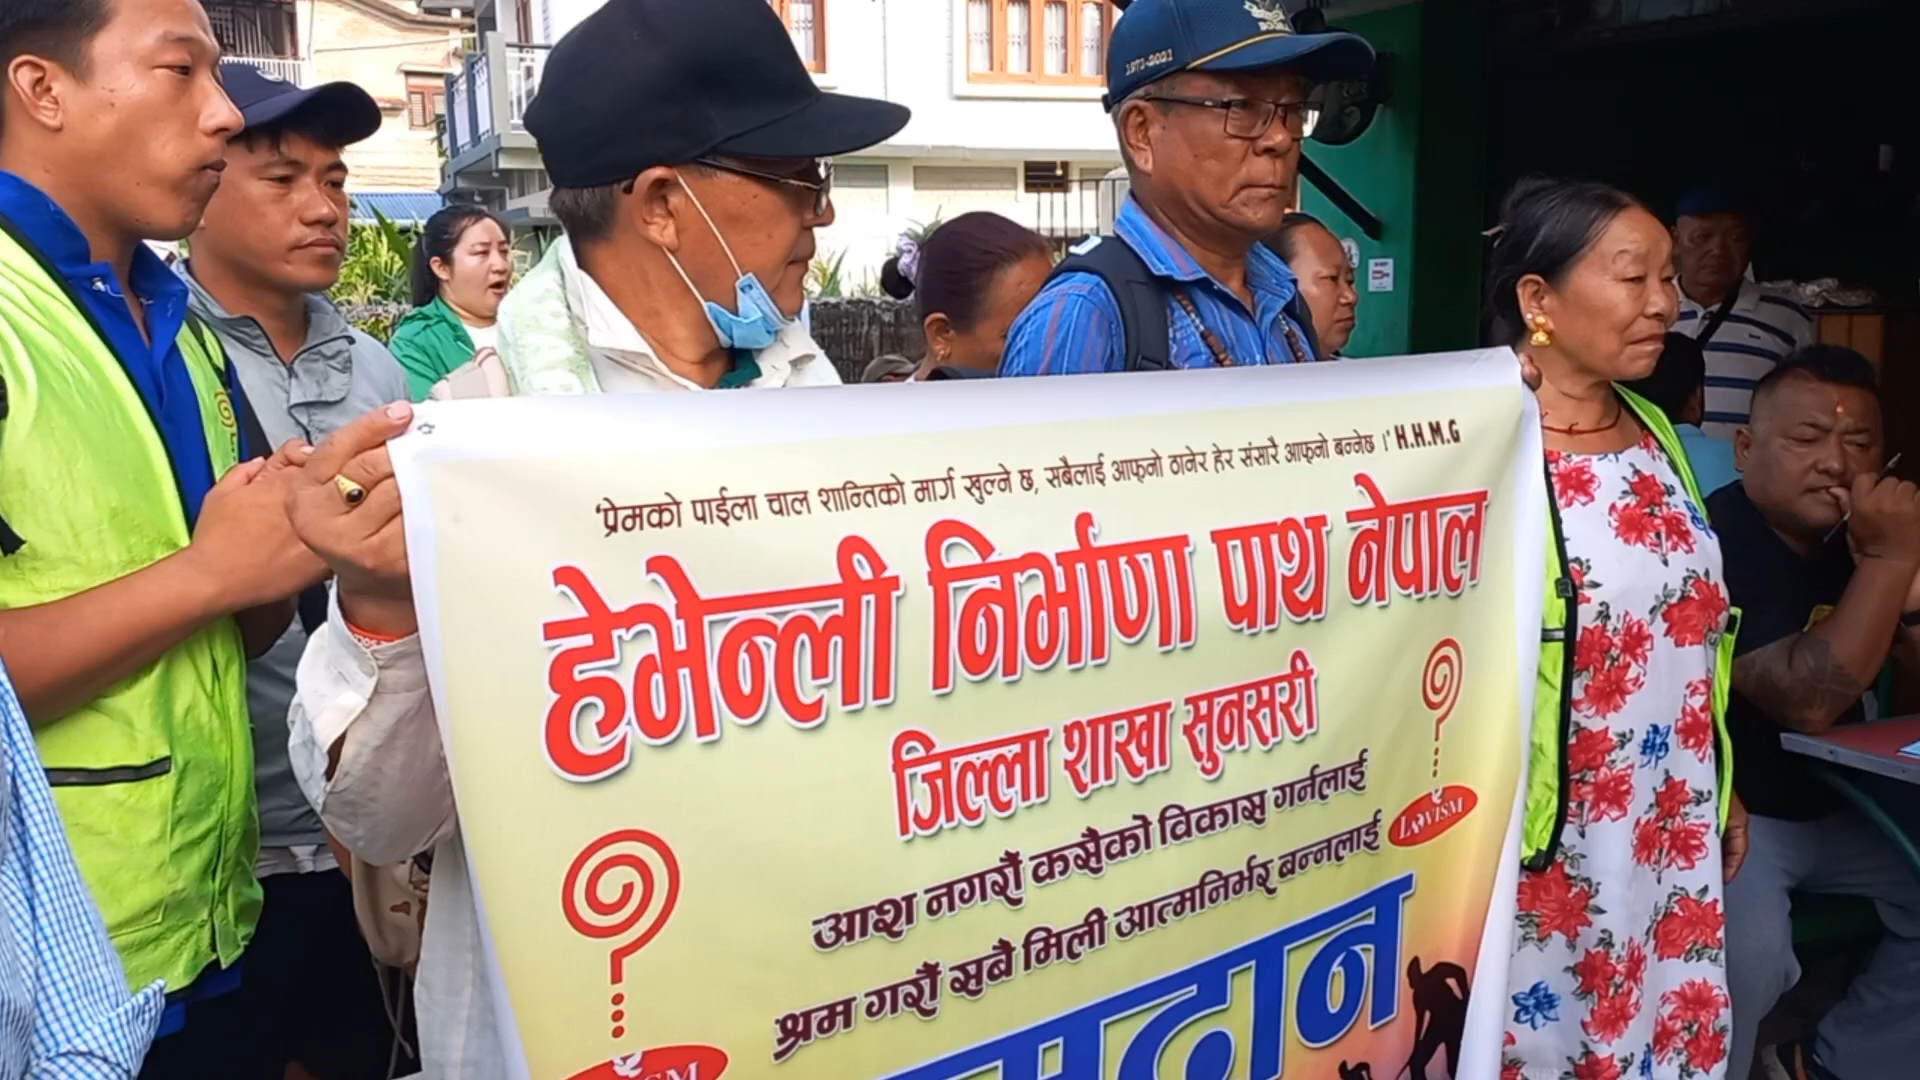 1973-2021
'प्रेमको पाईला चाल शान्तिको मार्ग खुल्ने छ, सबैलाई आफ्नो ठानेर हेर संसारै आफ्नो बन्नेछ ।' H.H.M.G
हेभेन्ली निर्माण पाथ नेपाल
जिल्ला शाखा सुनसरी
आश नगरौं कसैको विकास गर्नलाई
श्रम गरौं सबै मिली आत्मनिर्भर बन्नलाई
LOVISM
मदान